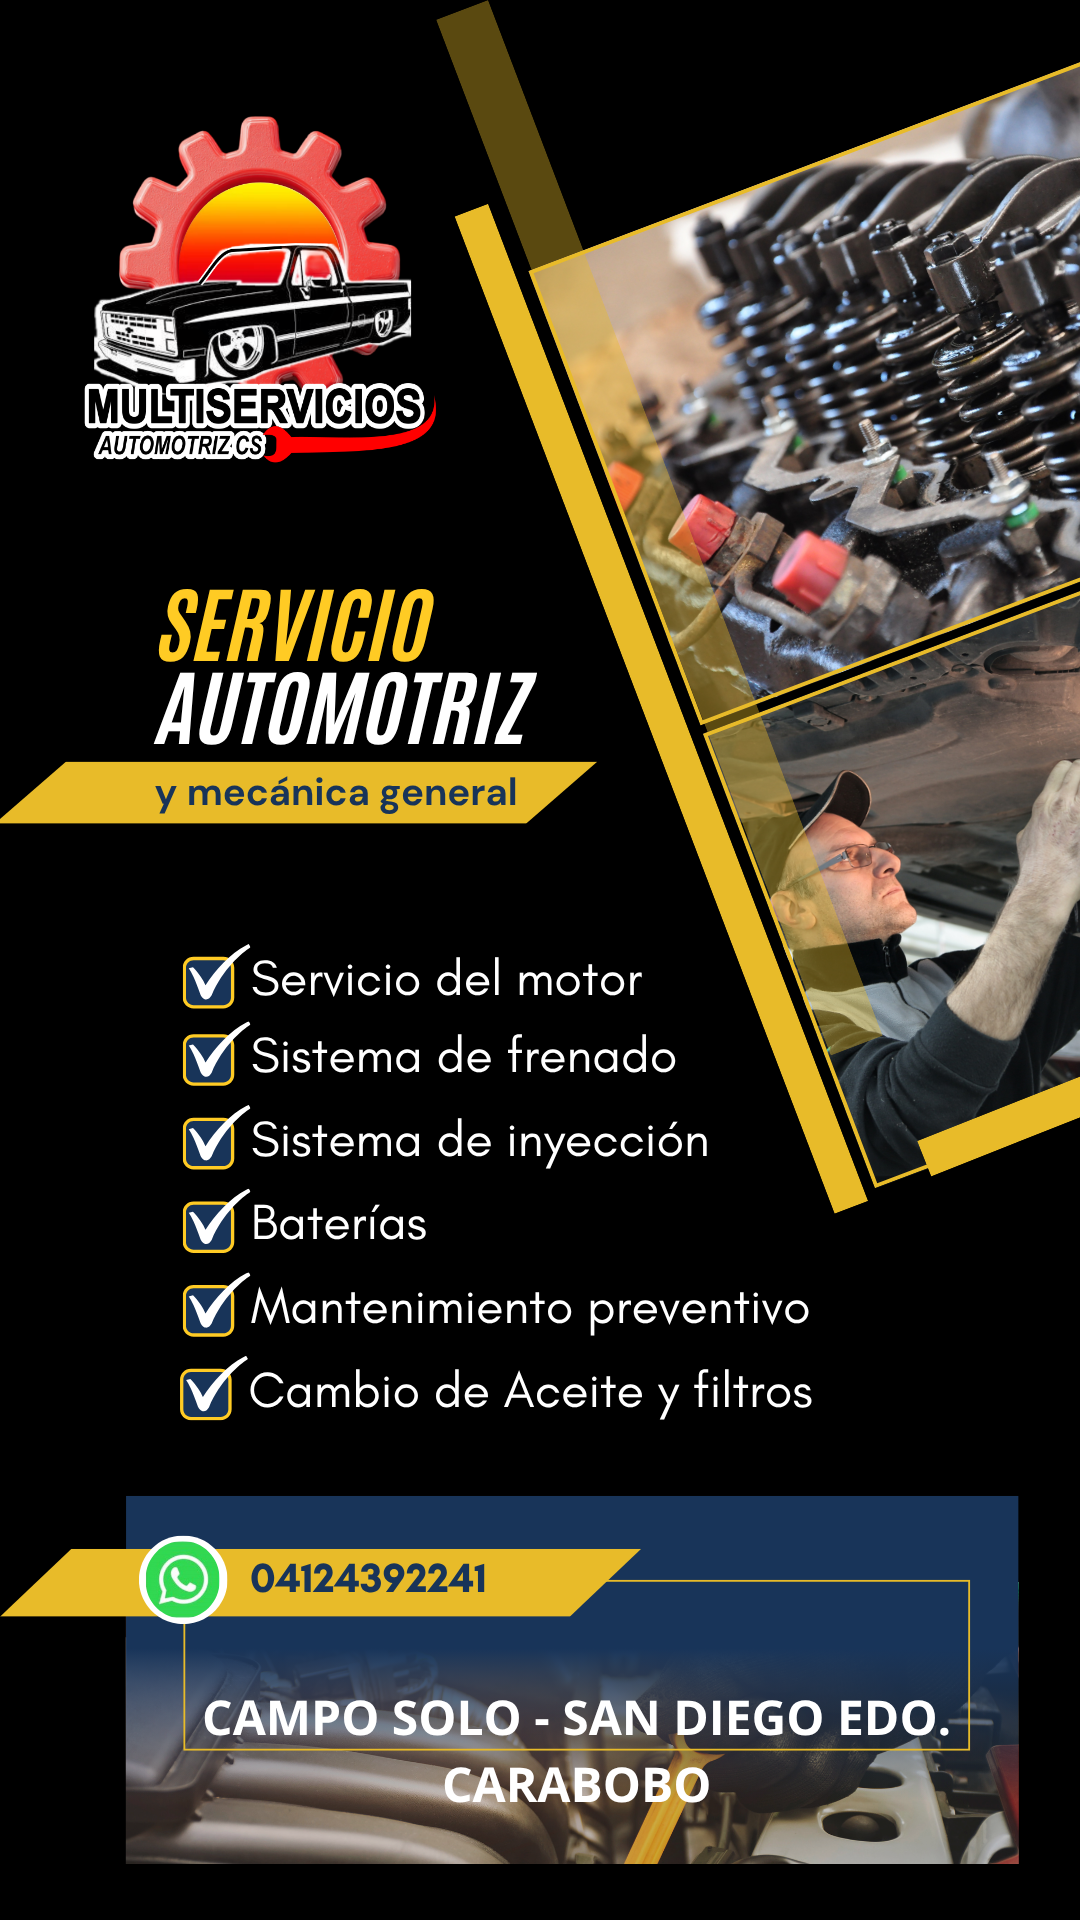 MULTISERVICIOS
AUTOMOTRIZ CS
SERVICIO
AUTOMOTRIZ
y mecánica general
Servicio del motor
Sistema de frenado
Sistema de inyección
Baterías
Mantenimiento preventivo
Cambio de Aceite y filtros
04124392241
CAMPO SOLO - SAN DIEGO EDO.
CARABOBO